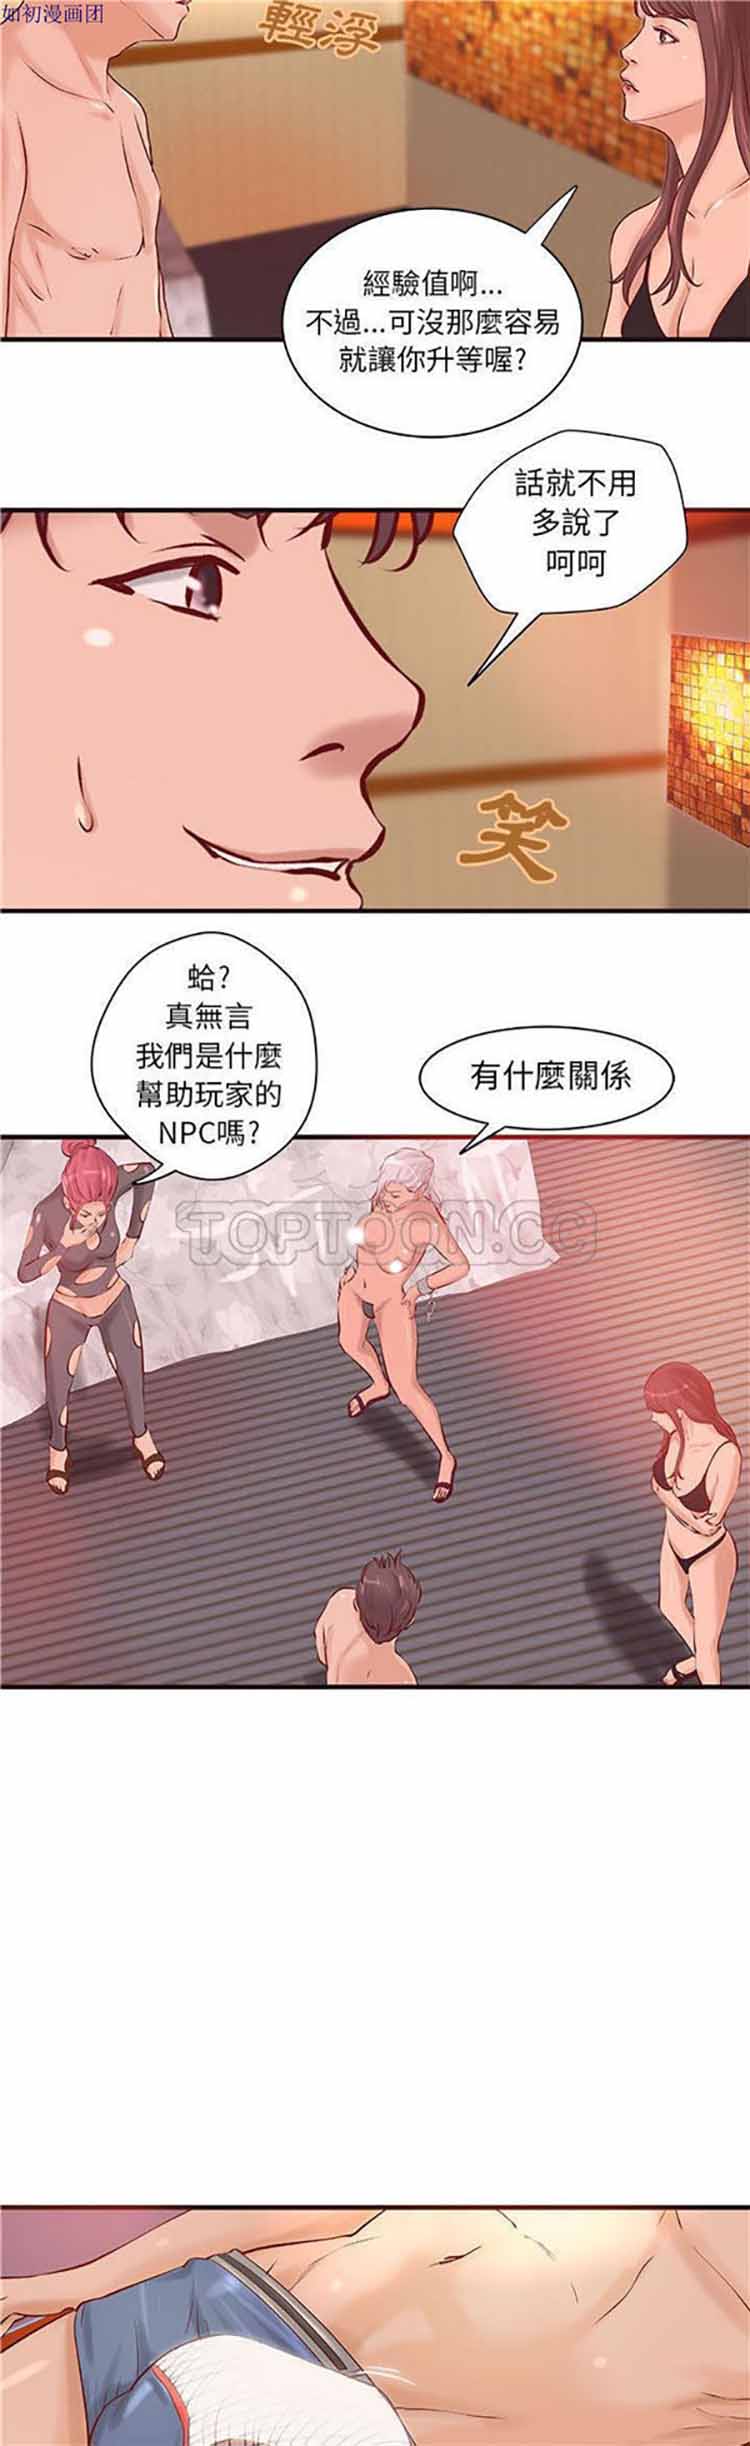 如初漫画团
輕浮
經驗值啊...
不過...可沒那麼容易
就讓你升等喔?
話就不用
多說了
呵呵
笑
蛤?
真無言
我們是什麼
幫助玩家的
NPC嗎?
有什麼關係
TOPTOON.CC